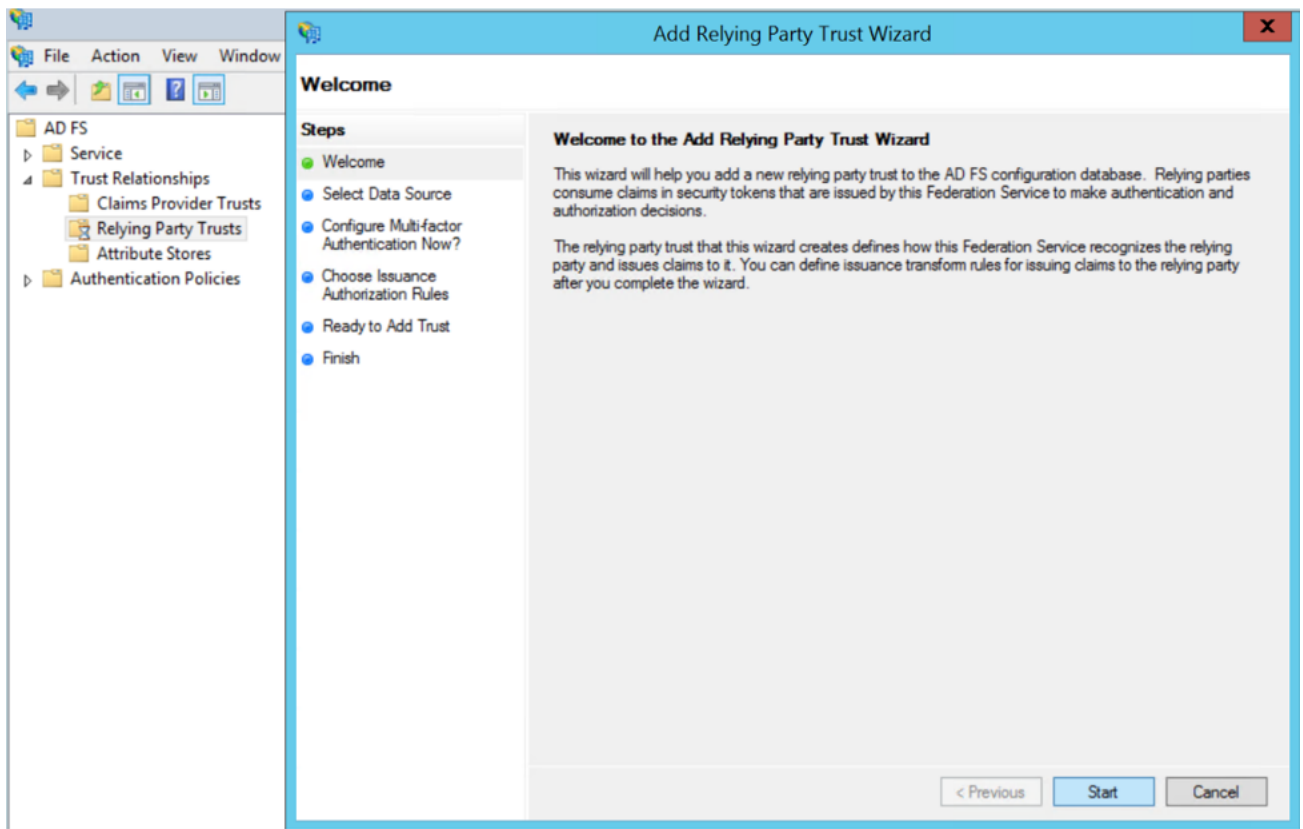 Add Relying Party Trust Wizard
X
File Action View Window
?
AD FS
Service
Trust Relationships
Claims Provider Trusts
Relying Party Trusts
Attribute Stores
Authentication Policies
Welcome
Steps
Welcome
Select Data Source
Configure Multi-factor
Authentication Now?
Choose Issuance
Authorization Rules
Ready to Add Trust
Finish
Welcome to the Add Relying Party Trust Wizard
This wizard will help you add a new relying party trust to the AD FS configuration database. Relying parties
consume claims in security tokens that are issued by this Federation Service to make authentication and
authorization decisions.
The relying party trust that this wizard creates defines how this Federation Service recognizes the relying
party and issues claims to it. You can define issuance transform rules for issuing claims to the relying party
after you complete the wizard.
< Previous Start Cancel